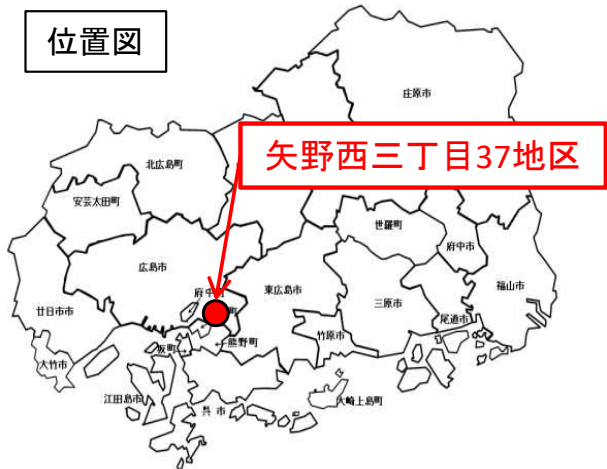 位置図
庄原市
矢野西三丁目37地区
北広島町
安芸太田町
世羅町
府中市
広島市
府中町
東広島市
三原市
福山市
廿日市市
尾道市
竹原市
熊野町
坂町
大竹市
江田島市
呉市
大崎上島町